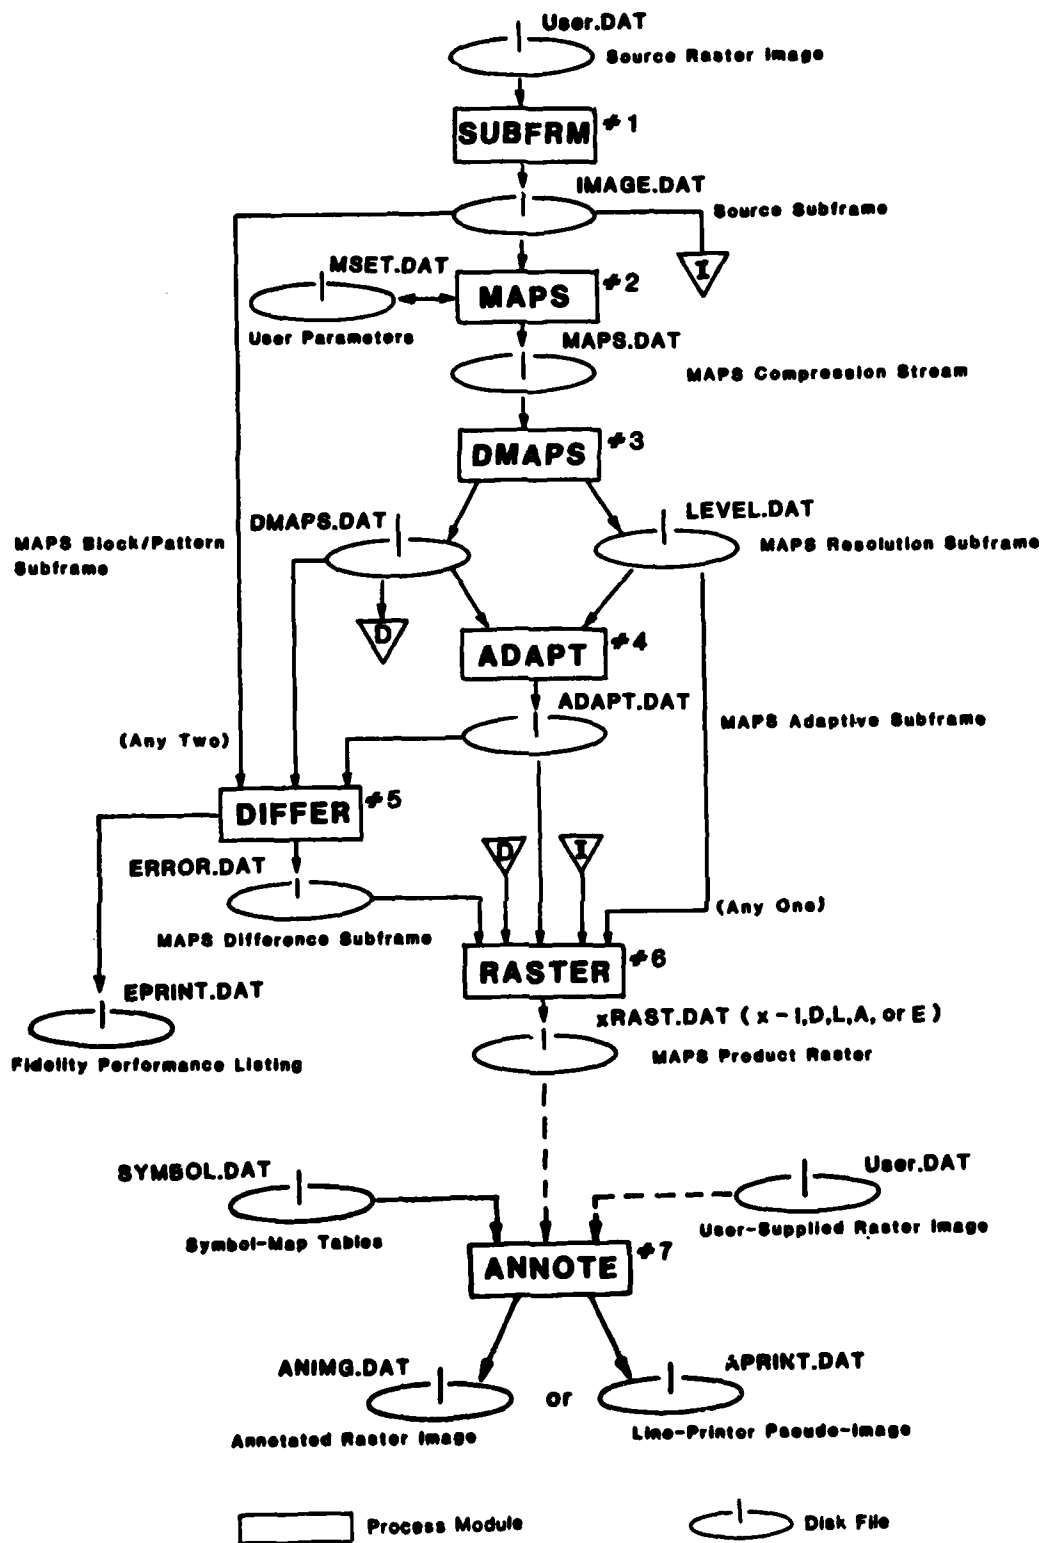 User.DAT
Source Raster Image
SUBFRM #1
IMAGE.DAT
Source Subframe
I
MSET.DAT
#2
MAPS
User Parameters
MAPS.DAT
MAPS Compression Stream
#3
DMAPS
DMAPS.DAT
LEVEL.DAT
MAPS Block/Pattern
Subframe
MAPS Resolution Subframe
D
#4
ADAPT
ADAPT.DAT
MAPS Adaptive Subframe
(Any Two)
DIFFER #5
D
I
ERROR.DAT
(Any One)
MAPS Difference Subframe
RASTER #6
EPRINT.DAT
xRAST.DAT ( x - I,D,L,A, or E )
Fidelity Performance Listing
MAPS Product Raster
SYMBOL.DAT
User.DAT
Symbol-Map Tables
User-Supplied Raster Image
ANNOTE #7
ANIMG.DAT
or
APRINT.DAT
Annotated Raster Image
Line-Printer Pseudo-Image
Process Module
Disk File